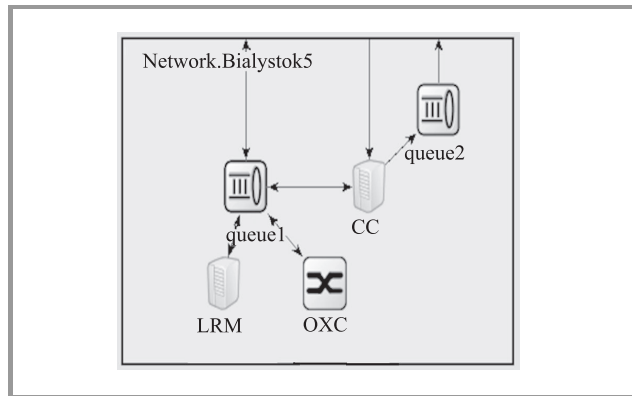 Network.Bialystok5
queue2
CC
queue1
LRM
OXC